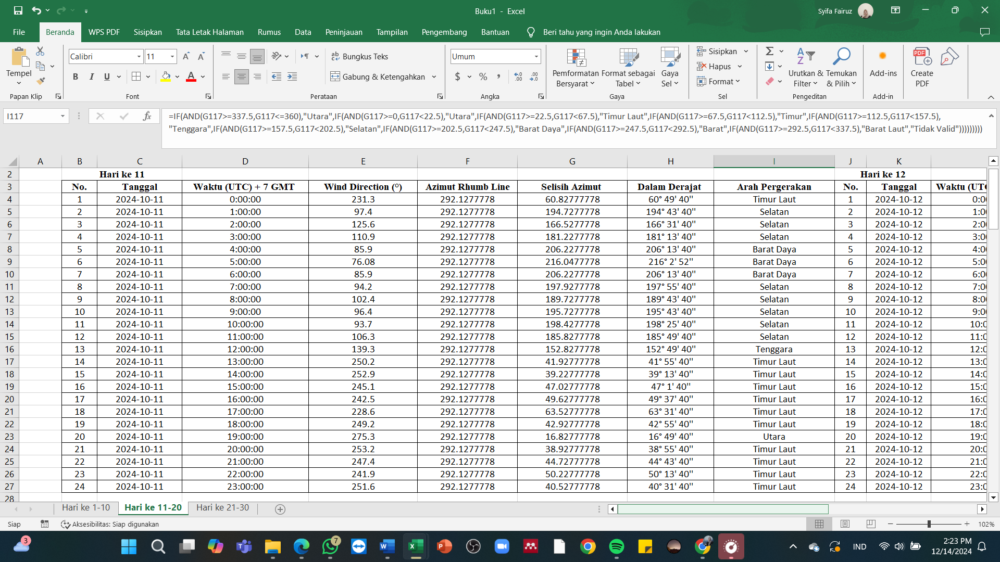 Buku1 - Excel
Syifa Fairuz
File Beranda WPS PDF Sisipkan Tata Letak Halaman Rumus Data Peninjauan Tampilan Pengembang Bantuan Beri tahu yang ingin Anda lakukan
Calibri 11 ab Bungkus Teks Umum Sisipkan
Tempel B I U Gabung & Ketengahkan $ % Hapus
Pemformatan Bersyarat Format sebagai Tabel Gaya Sel Format Urutkan & Filter Temukan & Pilih Add-ins Create PDF
Papan Klip Font Perataan Angka Gaya Sel Pengeditan Add-in
I117 fx =IF(AND(G117>=337.5,G117<=360),"Utara",IF(AND(G117>=0,G117<22.5),"Utara",IF(AND(G117>=22.5,G117<67.5),"Timur Laut",IF(AND(G117>=67.5,G117<112.5),"Timur",IF(AND(G117>=112.5,G117<157.5),
"Tenggara",IF(AND(G117>=157.5,G117<202.5),"Selatan",IF(AND(G117>=202.5,G117<247.5),"Barat Daya",IF(AND(G117>=247.5,G117<292.5),"Barat",IF(AND(G117>=292.5,G117<337.5),"Barat Laut","Tidak Valid")))))))))
A B C D E F G H I J K
2 Hari ke 11 Hari ke 12
3 No. Tanggal Waktu (UTC) + 7 GMT Wind Direction (°) Azimut Rhumb Line Selisih Azimut Dalam Derajat Arah Pergerakan No. Tanggal Waktu (UTC
4 1 2024-10-11 0:00:00 231.3 292.1277778 60.82777778 60° 49' 40" Timur Laut 1 2024-10-12 0:00
5 2 2024-10-11 1:00:00 97.4 292.1277778 194.7277778 194° 43' 40" Selatan 2 2024-10-12 1:00
6 3 2024-10-11 2:00:00 125.6 292.1277778 166.5277778 166° 31' 40" Selatan 3 2024-10-12 2:00
7 4 2024-10-11 3:00:00 110.9 292.1277778 181.2277778 181° 13' 40" Selatan 4 2024-10-12 3:00
8 5 2024-10-11 4:00:00 85.9 292.1277778 206.2277778 206° 13' 40" Barat Daya 5 2024-10-12 4:00
9 6 2024-10-11 5:00:00 76.08 292.1277778 216.0477778 216° 2' 52" Barat Daya 6 2024-10-12 5:00
10 7 2024-10-11 6:00:00 85.9 292.1277778 206.2277778 206° 13' 40" Barat Daya 7 2024-10-12 6:00
11 8 2024-10-11 7:00:00 94.2 292.1277778 197.9277778 197° 55' 40" Selatan 8 2024-10-12 7:00
12 9 2024-10-11 8:00:00 102.4 292.1277778 189.7277778 189° 43' 40" Selatan 9 2024-10-12 8:00
13 10 2024-10-11 9:00:00 96.4 292.1277778 195.7277778 195° 43' 40" Selatan 10 2024-10-12 9:00
14 11 2024-10-11 10:00:00 93.7 292.1277778 198.4277778 198° 25' 40" Selatan 11 2024-10-12 10:0
15 12 2024-10-11 11:00:00 106.3 292.1277778 185.8277778 185° 49' 40" Selatan 12 2024-10-12 11:0
16 13 2024-10-11 12:00:00 139.3 292.1277778 152.8277778 152° 49' 40" Tenggara 13 2024-10-12 12:0
17 14 2024-10-11 13:00:00 250.2 292.1277778 41.92777778 41° 55' 40" Timur Laut 14 2024-10-12 13:0
18 15 2024-10-11 14:00:00 252.9 292.1277778 39.22777778 39° 13' 40" Timur Laut 15 2024-10-12 14:0
19 16 2024-10-11 15:00:00 245.1 292.1277778 47.02777778 47° 1' 40" Timur Laut 16 2024-10-12 15:0
20 17 2024-10-11 16:00:00 242.5 292.1277778 49.62777778 49° 37' 40" Timur Laut 17 2024-10-12 16:0
21 18 2024-10-11 17:00:00 228.6 292.1277778 63.52777778 63° 31' 40" Timur Laut 18 2024-10-12 17:0
22 19 2024-10-11 18:00:00 249.2 292.1277778 42.92777778 42° 55' 40" Timur Laut 19 2024-10-12 18:0
23 20 2024-10-11 19:00:00 275.3 292.1277778 16.82777778 16° 49' 40" Utara 20 2024-10-12 19:0
24 21 2024-10-11 20:00:00 253.2 292.1277778 38.92777778 38° 55' 40" Timur Laut 21 2024-10-12 20:0
25 22 2024-10-11 21:00:00 247.4 292.1277778 44.72777778 44° 43' 40" Timur Laut 22 2024-10-12 21:0
26 23 2024-10-11 22:00:00 241.9 292.1277778 50.22777778 50° 13' 40" Timur Laut 23 2024-10-12 22:0
27 24 2024-10-11 23:00:00 251.6 292.1277778 40.52777778 40° 31' 40" Timur Laut 24 2024-10-12 23:0
28
Hari ke 1-10 Hari ke 11-20 Hari ke 21-30
Siap Aksesibilitas: Siap digunakan 102%
3 7 IND 2:23 PM
12/14/2024